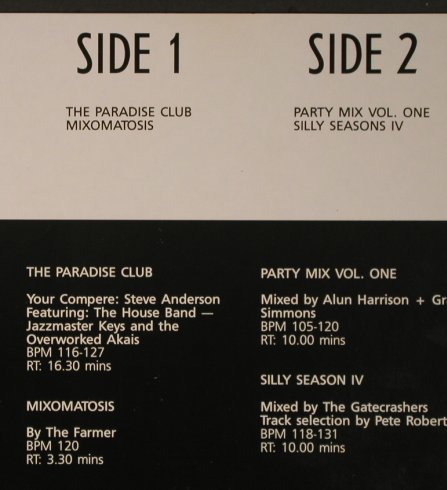 SIDE 1
THE PARADISE CLUB
MIXOMATOSIS
SIDE 2
PARTY MIX VOL. ONE
SILLY SEASONS IV
THE PARADISE CLUB
Your Compere: Steve Anderson
Featuring: The House Band —
Jazzmaster Keys and the
Overworked Akais
BPM 116-127
RT: 16.30 mins
MIXOMATOSIS
By The Farmer
BPM 120
RT: 3.30 mins
PARTY MIX VOL. ONE
Mixed by Alun Harrison + Gr
Simmons
BPM 105-120
RT: 10.00 mins
SILLY SEASON IV
Mixed by The Gatecrashers
Track selection by Pete Robert
BPM 118-131
RT: 10.00 mins